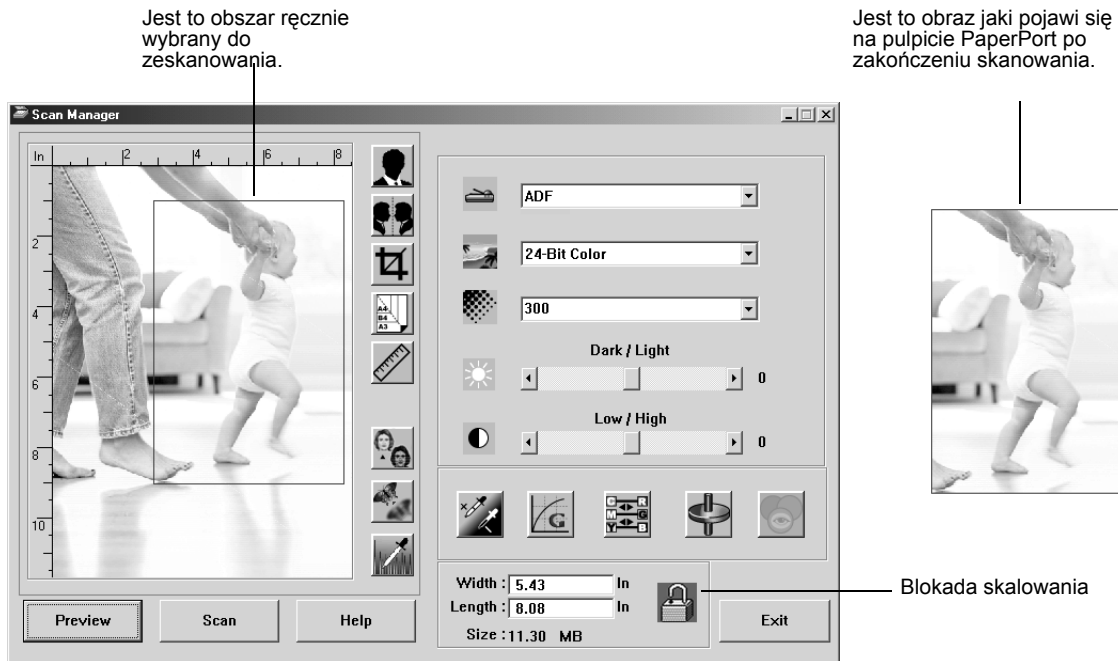 Jest to obszar ręcznie
wybrany do
zeskanowania.
Jest to obraz jaki pojawi się
na pulpicie PaperPort po
zakończeniu skanowania.
Scan Manager
In
2
4
6
8
2
4
6
8
10
A4
B4
A3
ADF
24-Bit Color
300
Dark / Light
0
Low / High
0
G
C R
M G
Y B
Width : 5.43 In
Length : 8.08 In
Size : 11.30 MB
Blokada skalowania
Preview
Scan
Help
Exit